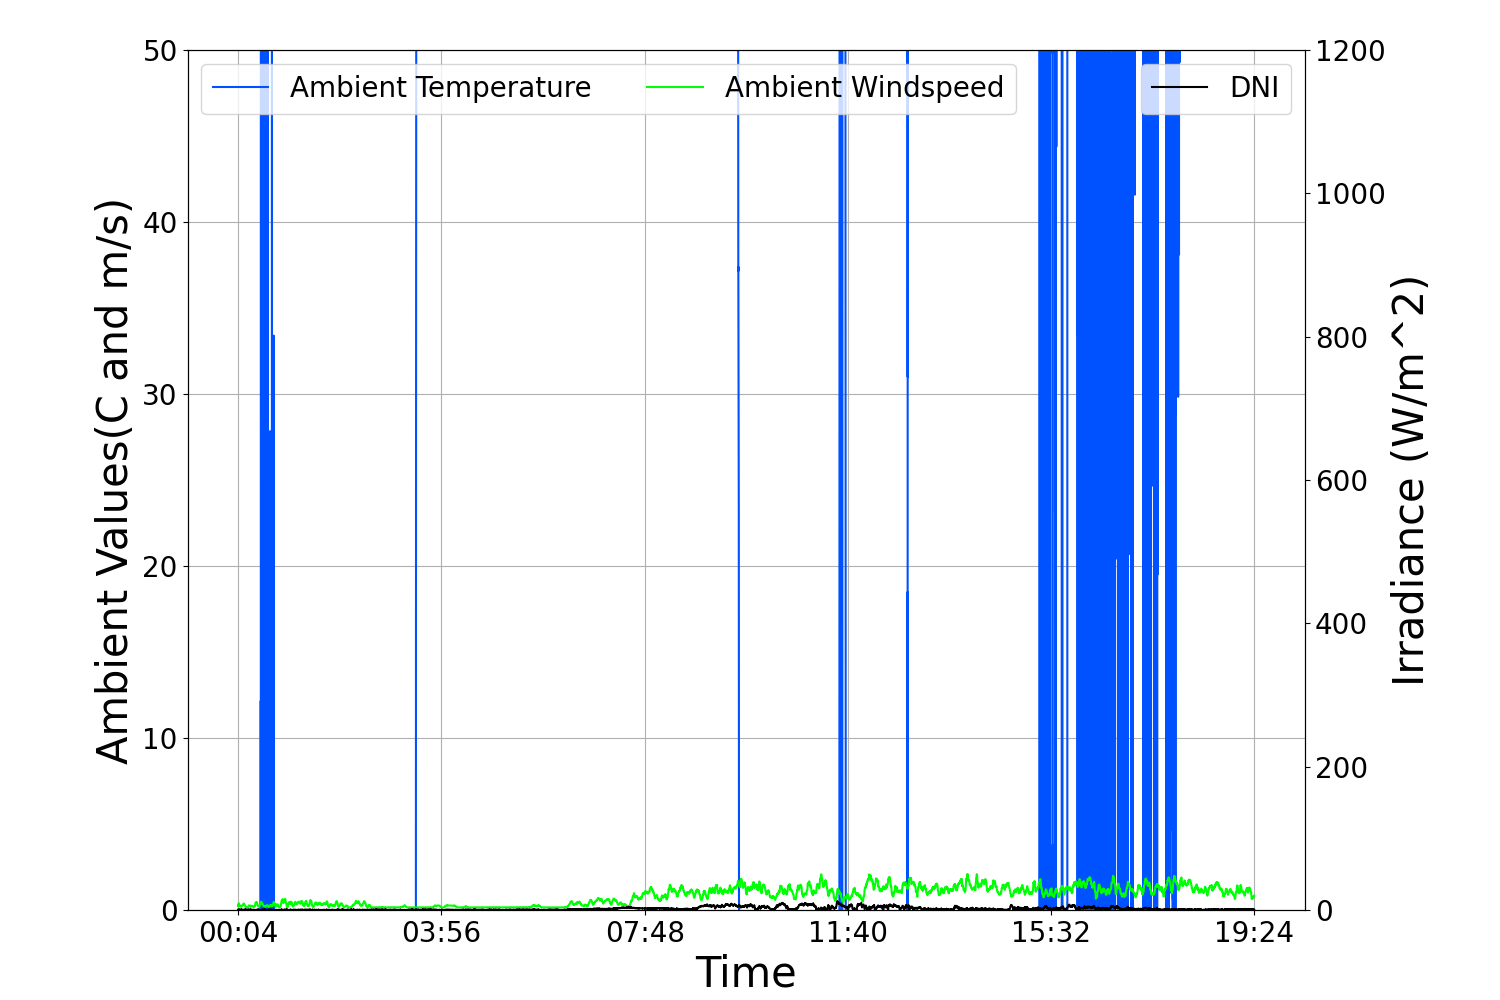 Ambient Temperature Ambient Windspeed DNI
Ambient Values(C and m/s)
50
40
30
20
10
0
1200
1000
800
600
400
200
0
Irradiance (W/m^2)
00:04 03:56 07:48 11:40 15:32 19:24
Time